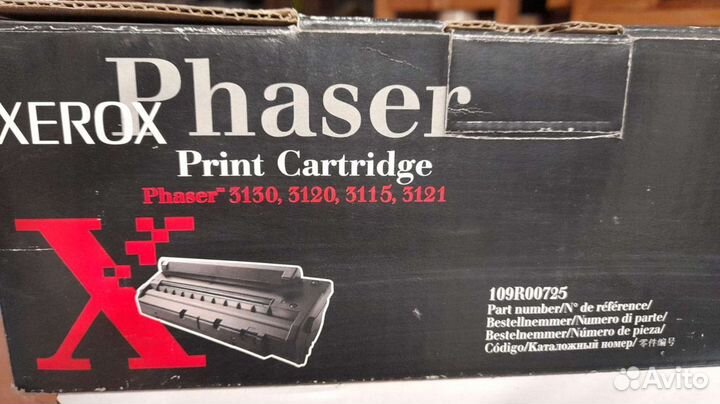 Phaser
XEROX
Print Cartridge
Phaser™ 3130, 3120, 3115, 3121
X
109R00725
Part number/N° de référence/
Bestellnemmer/Numero di parte/
Bestelnemmer/Número de pieza/
Código/Каталожный номер/零件编号
Avito